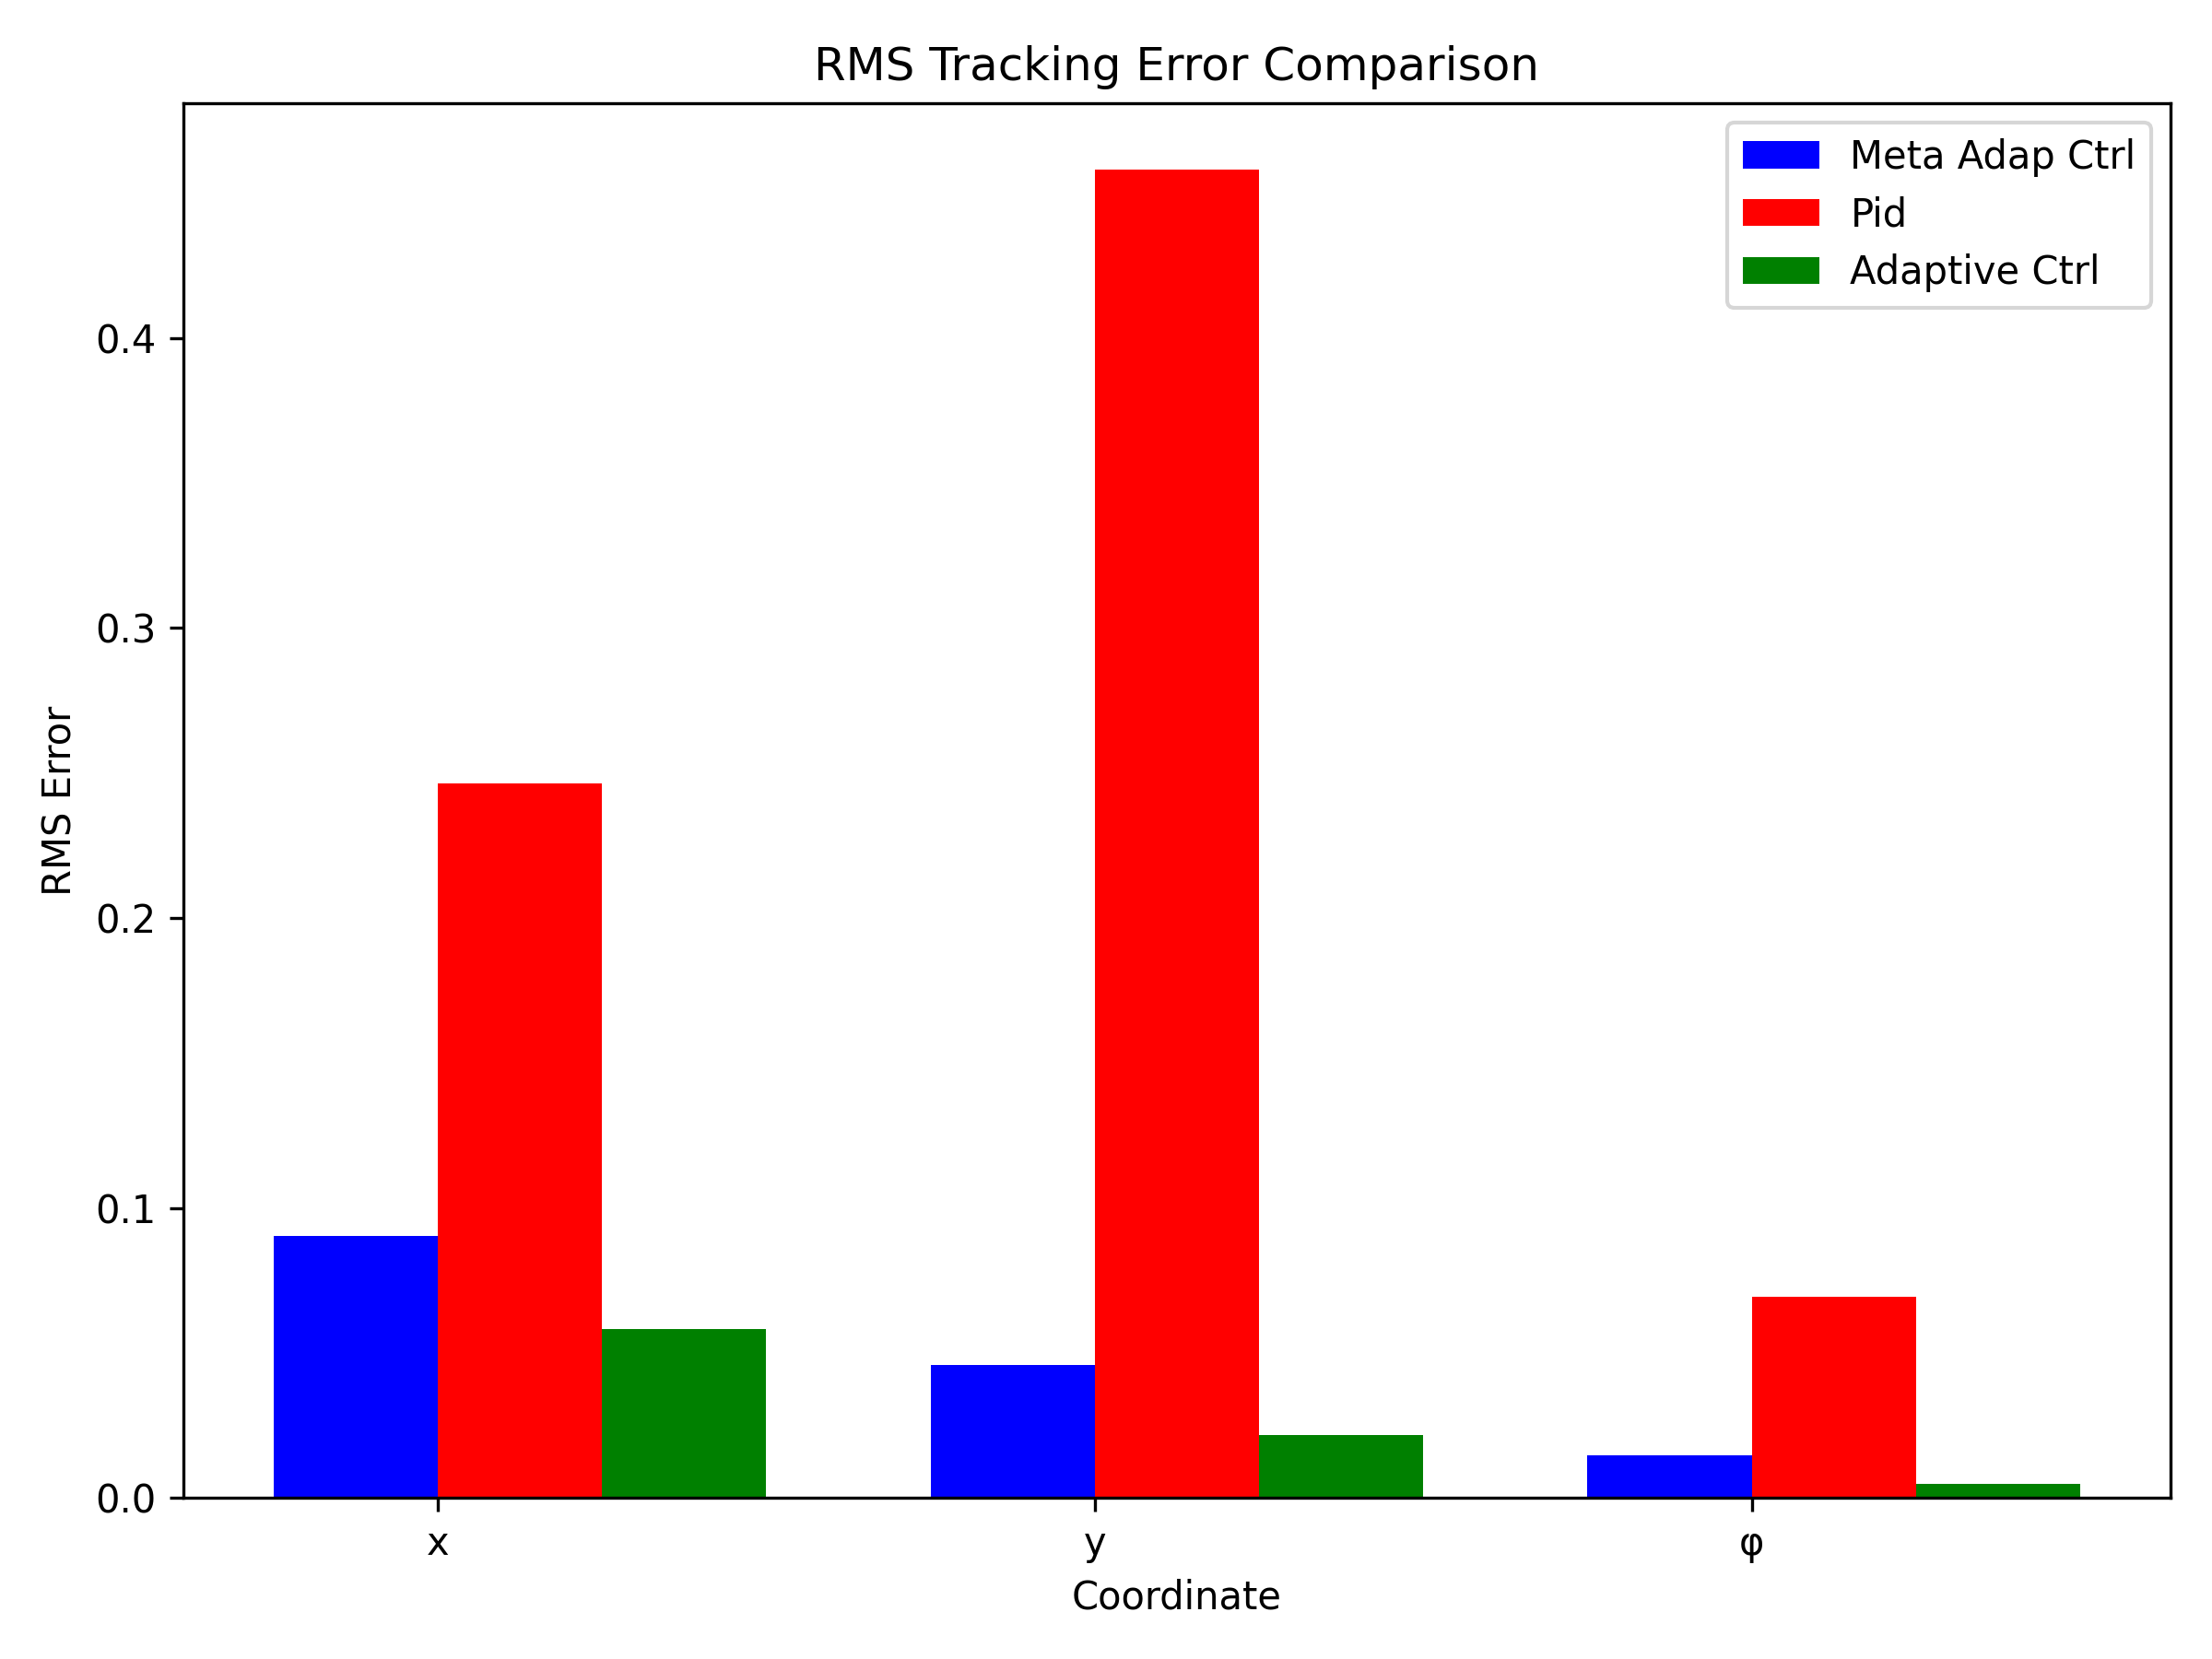 RMS Tracking Error Comparison
Meta Adap Ctrl
Pid
Adaptive Ctrl
RMS Error
0.4
0.3
0.2
0.1
0.0
x
y
φ
Coordinate